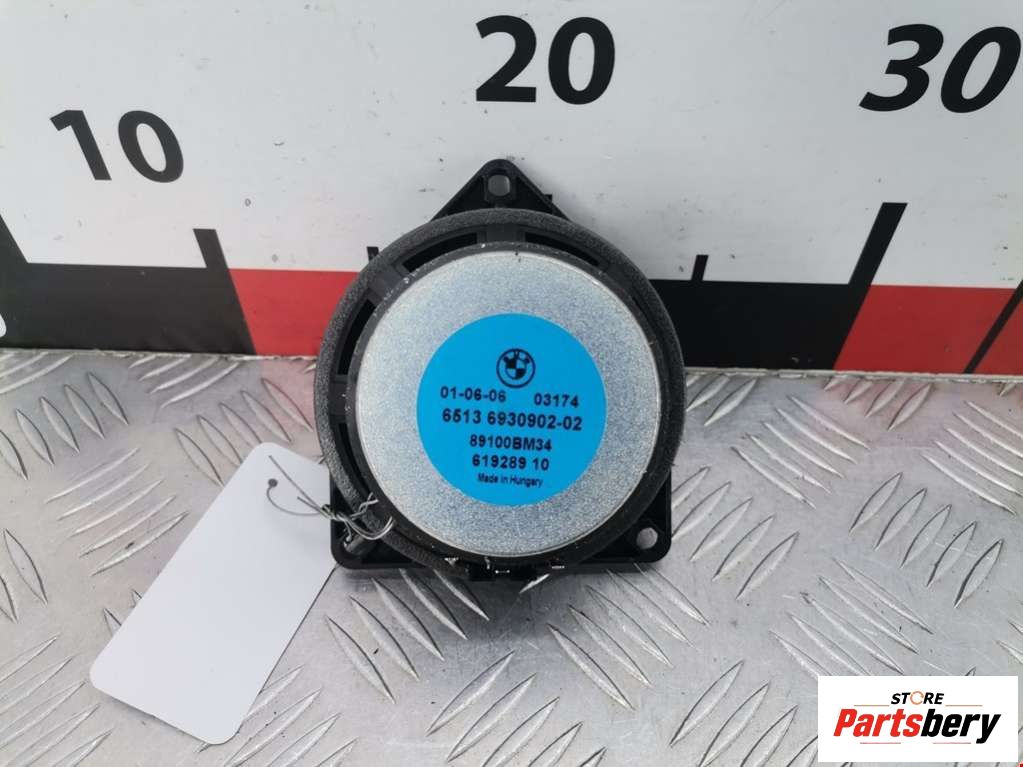 10
20
30
01-06-06 03174
6513 6930902-02
89100BM34
619289 10
Made in Hungary
STORE
Partsbery